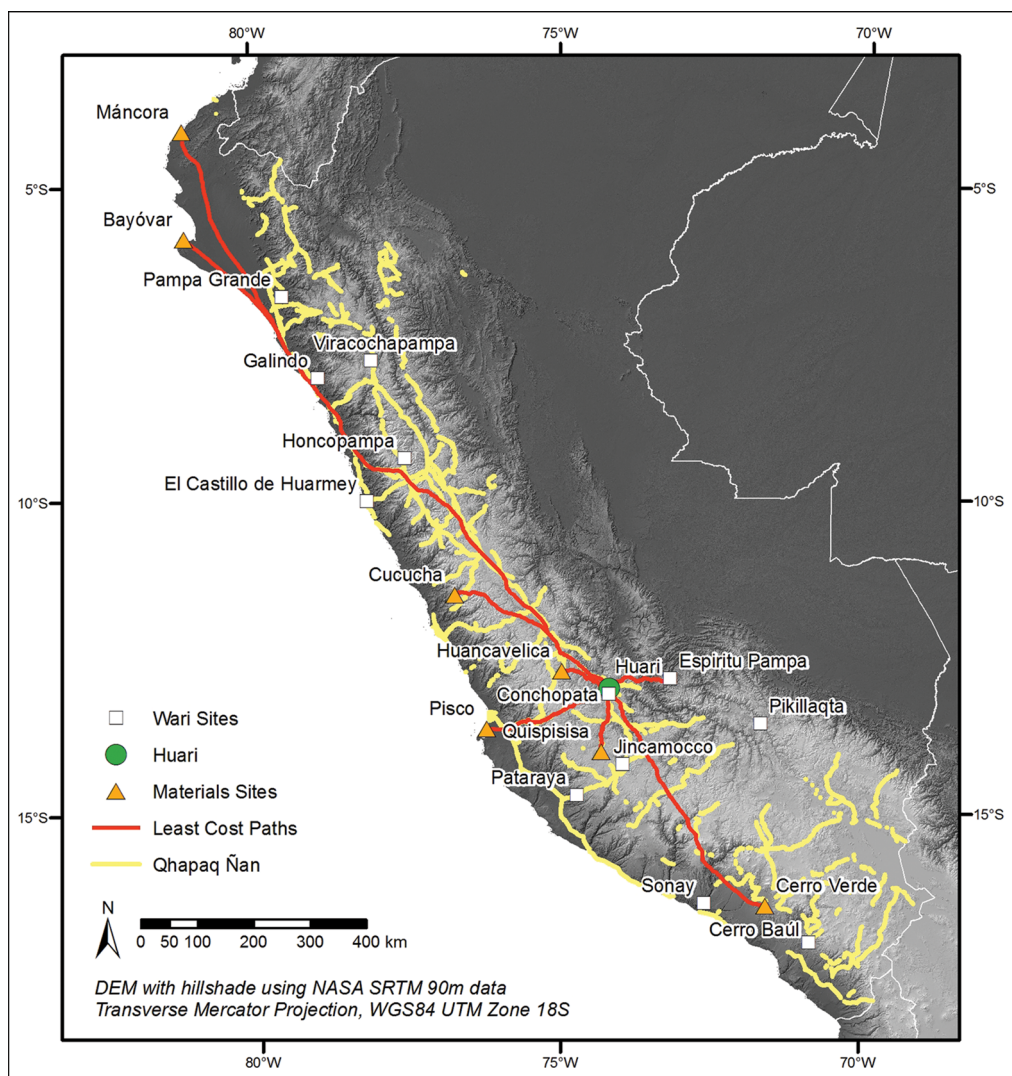 80°W
75°W
70°W
Máncora
5°S
5°S
Bayóvar
Pampa Grande
Viracochapampa
Galindo
Honcopampa
El Castillo de Huarmey
10°S
10°S
Cucucha
Huancavelica
Huari
Espiritu Pampa
Conchopata
Pikillaqta
Pisco
Quispisisa
Jincamocco
Pataraya
15°S
15°S
Sonay
Cerro Verde
Cerro Baúl
Wari Sites
Huari
Materials Sites
Least Cost Paths
Qhapaq Ñan
N
0 50 100 200 300 400 km
DEM with hillshade using NASA SRTM 90m data
Transverse Mercator Projection, WGS84 UTM Zone 18S
80°W
75°W
70°W